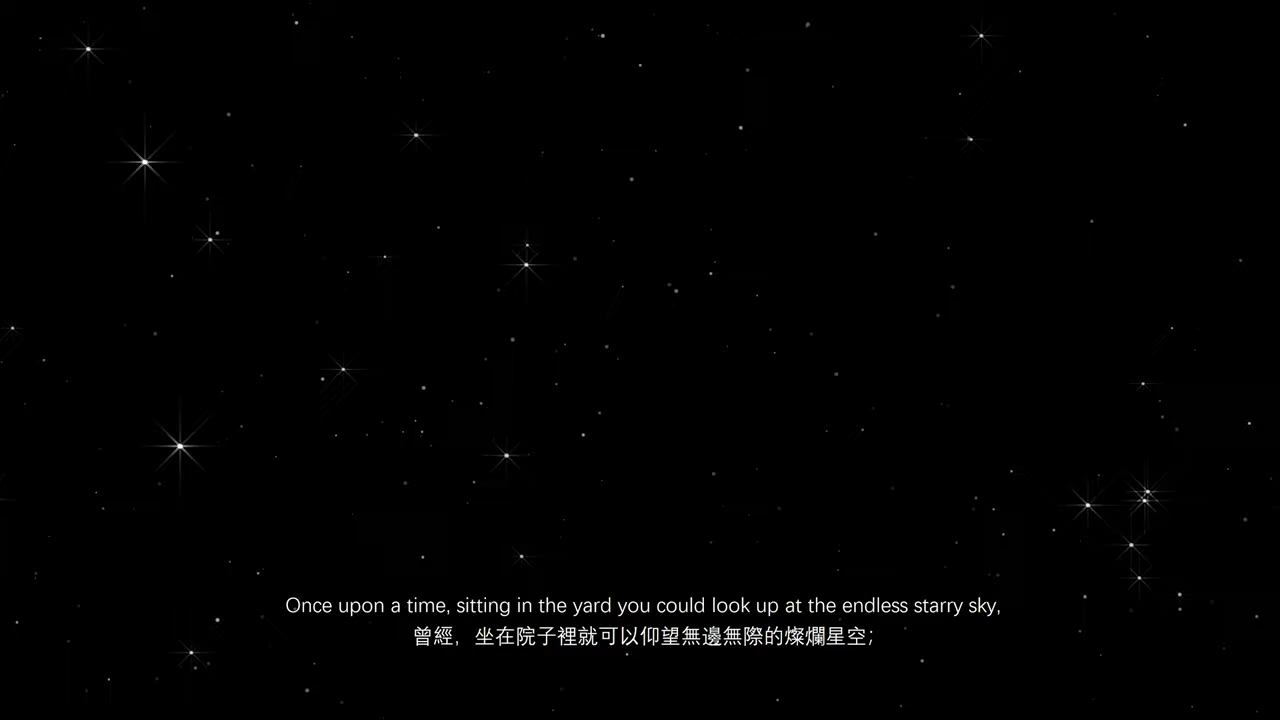 Once upon a time, sitting in the yard you could look up at the endless starry sky,
曾經，坐在院子裡就可以仰望無邊無際的燦爛星空；